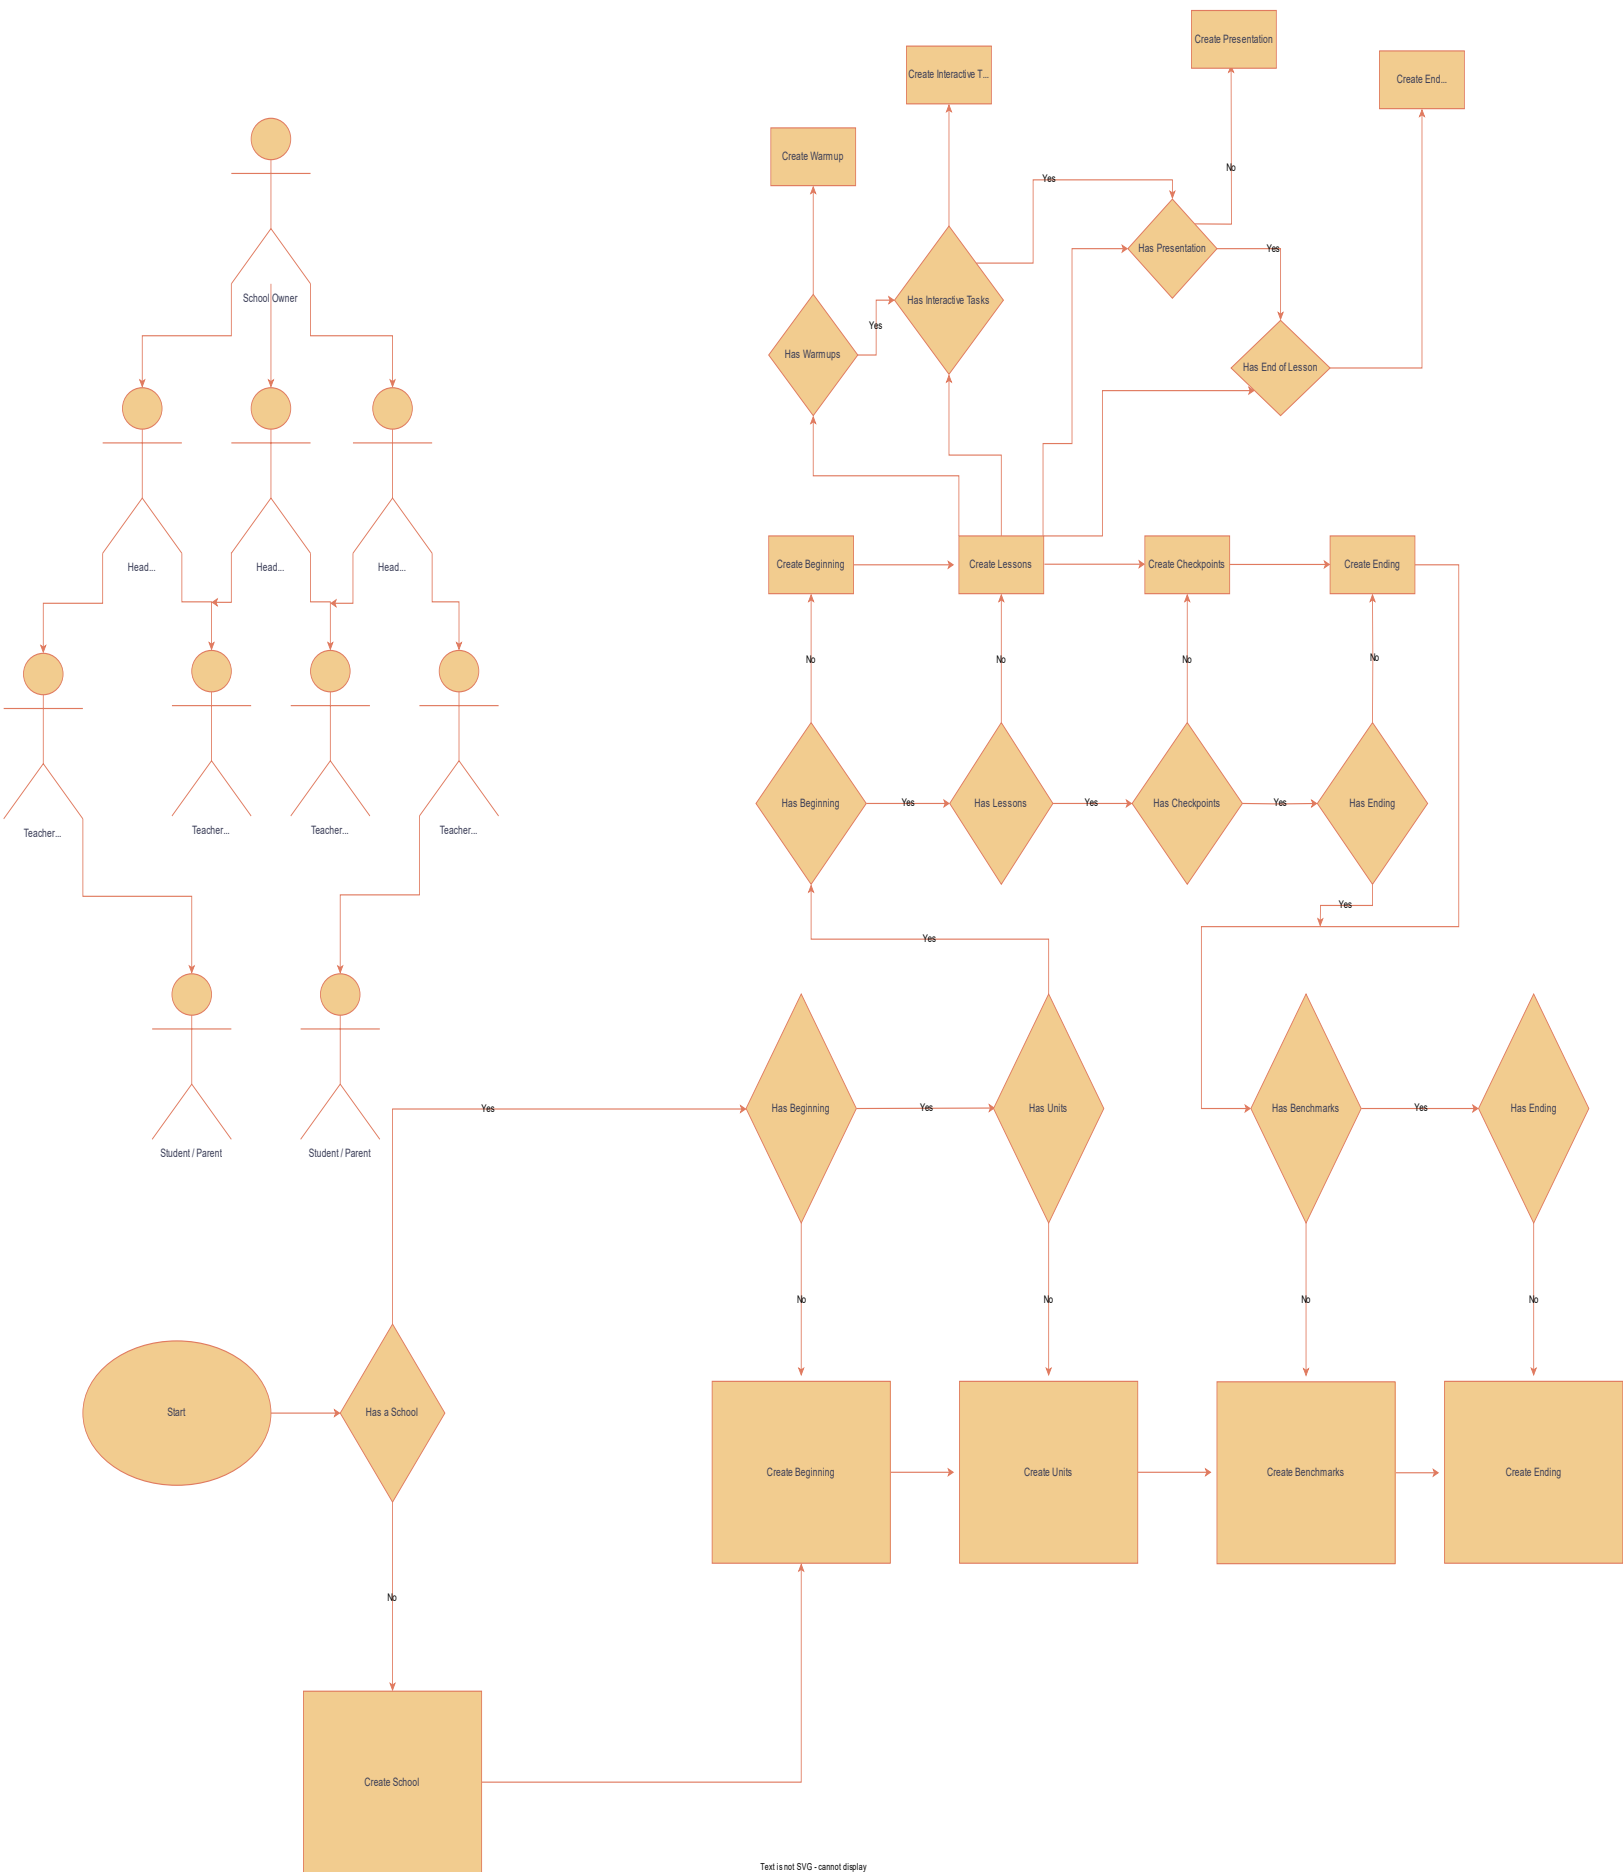 Create Presentation
Create Interactive T...
Create End...
Create Warmup
No
Yes
Has Presentation
Yes
School Owner
Has Interactive Tasks
Yes
Has Warmups
Has End of Lesson
Head...
Head...
Head...
Create Beginning
Create Lessons
Create Checkpoints
Create Ending
No
No
No
No
Has Beginning
Yes
Has Lessons
Yes
Has Checkpoints
Yes
Has Ending
Teacher...
Teacher...
Teacher...
Teacher...
Yes
Yes
Student / Parent
Student / Parent
Yes
Has Beginning
Yes
Has Units
Has Benchmarks
Yes
Has Ending
No
No
No
No
Start
Has a School
Create Beginning
Create Units
Create Benchmarks
Create Ending
No
Create School
Text is not SVG - cannot display